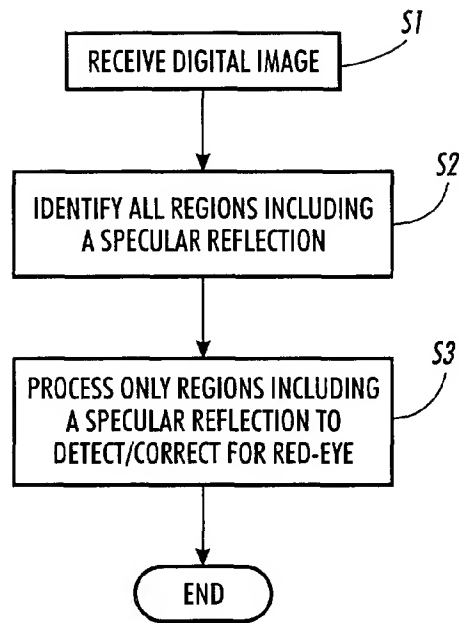 S1
RECEIVE DIGITAL IMAGE
S2
IDENTIFY ALL REGIONS INCLUDING
A SPECULAR REFLECTION
S3
PROCESS ONLY REGIONS INCLUDING
A SPECULAR REFLECTION TO
DETECT/CORRECT FOR RED-EYE
END